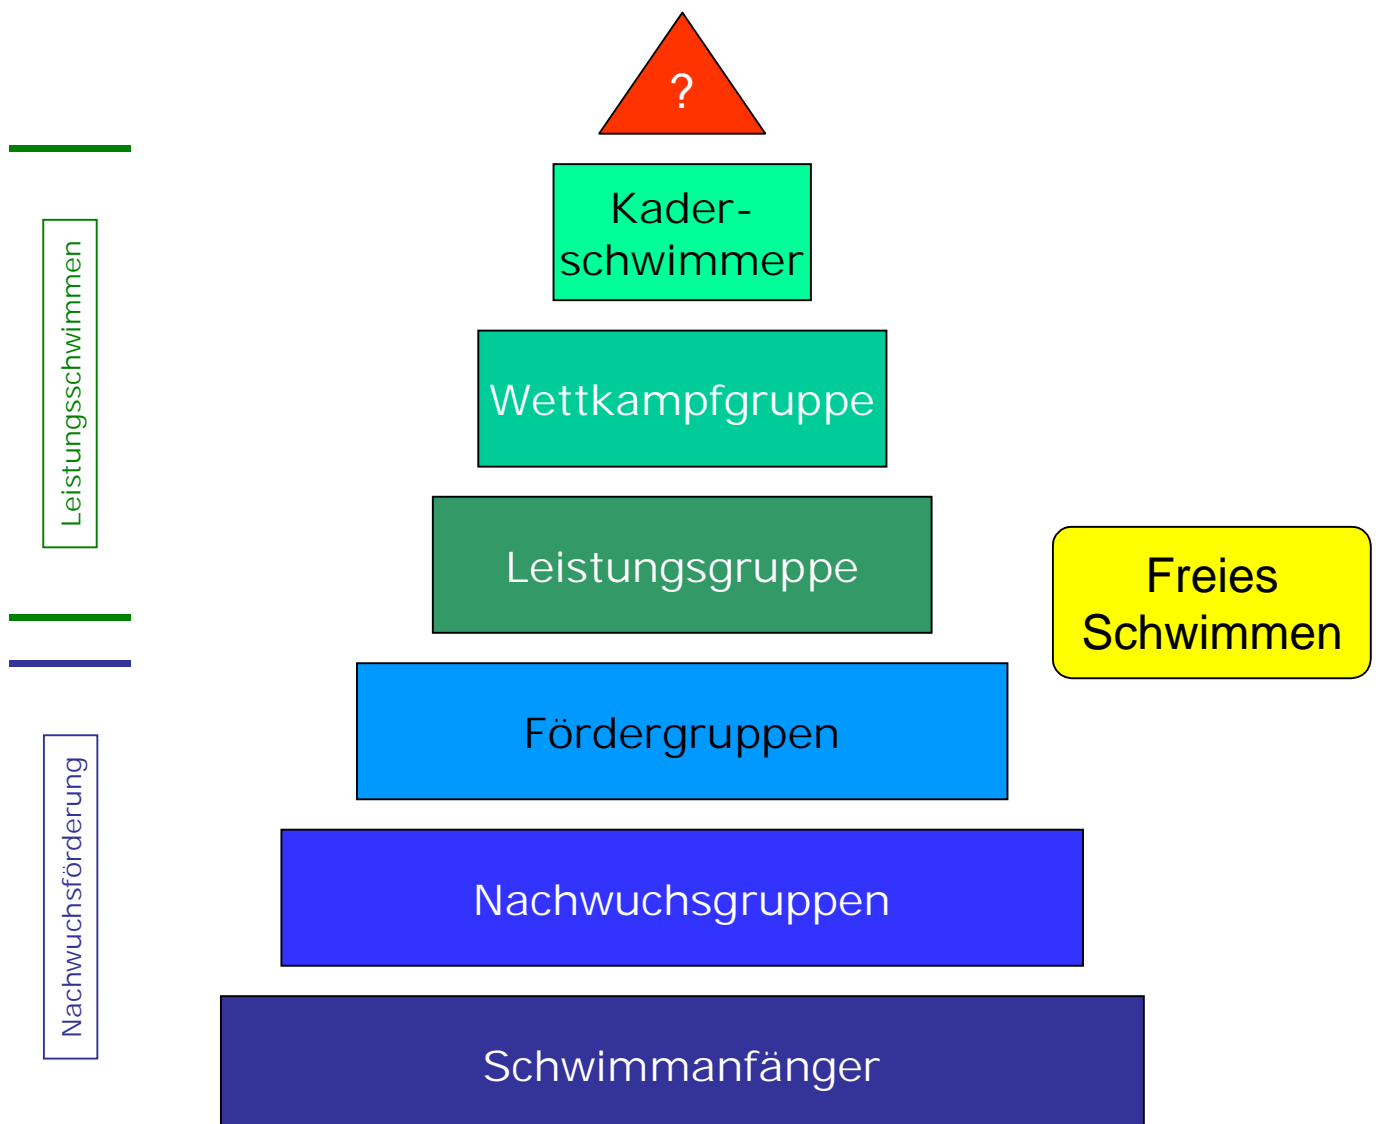 ?
Kader-
schwimmer
Wettkampfgruppe
Leistungsgruppe
Fördergruppen
Nachwuchsgruppen
Schwimmanfänger
Leistungsschwimmen
Nachwuchsförderung
Freies
Schwimmen